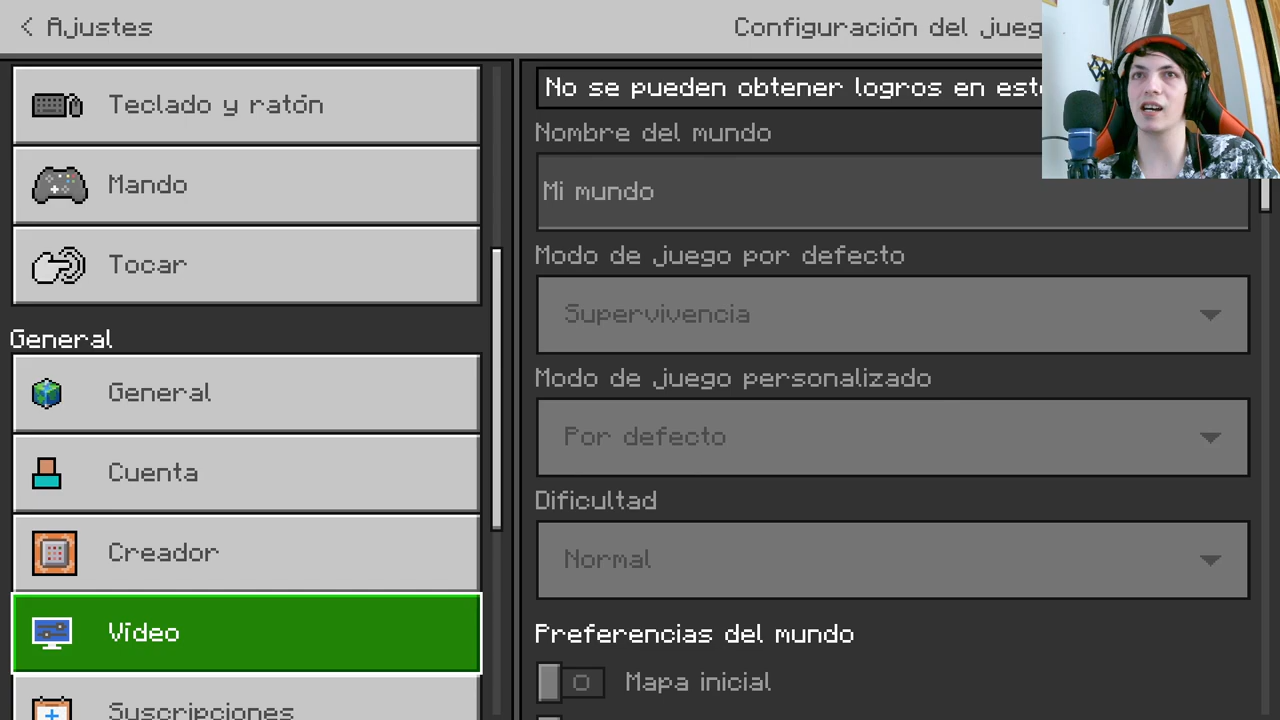 Ajustes
Configuración del jueg
Teclado y ratón
Mando
Tocar
General
General
Cuenta
Creador
Vídeo
Suscripciones
No se pueden obtener logros en est
Nombre del mundo
Mi mundo
Modo de juego por defecto
Supervivencia
Modo de juego personalizado
Por defecto
Dificultad
Normal
Preferencias del mundo
Mapa inicial